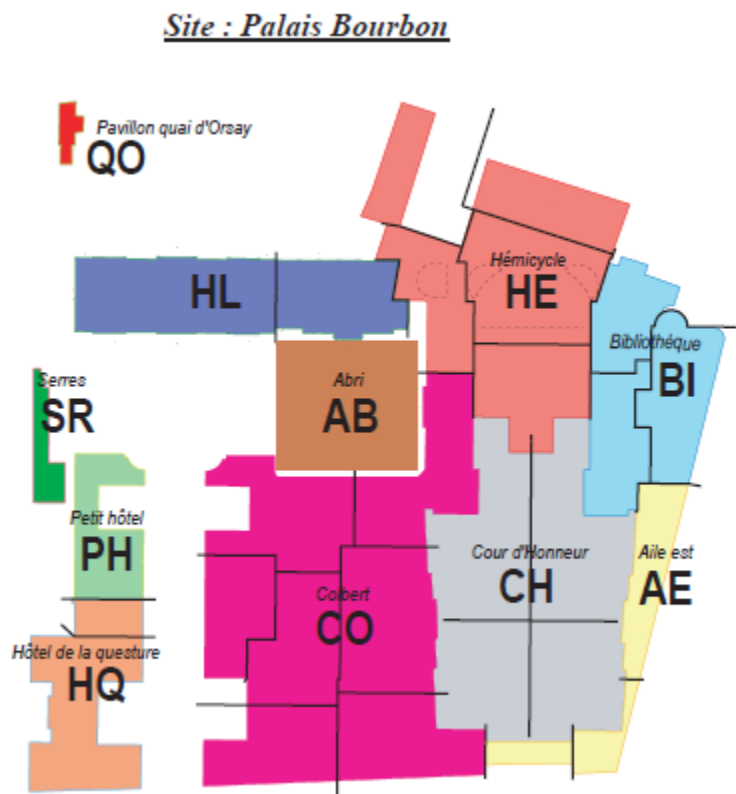 Site : Palais Bourbon
Pavillon quai d'Orsay
QO
Hémicycle
HE
HL
Bibliothéque
BI
Serres
SR
Abri
AB
Petit hôtel
PH
Cour d'Honneur
CH
Aile est
AE
Colbert
CO
Hôtel de la questure
HQ